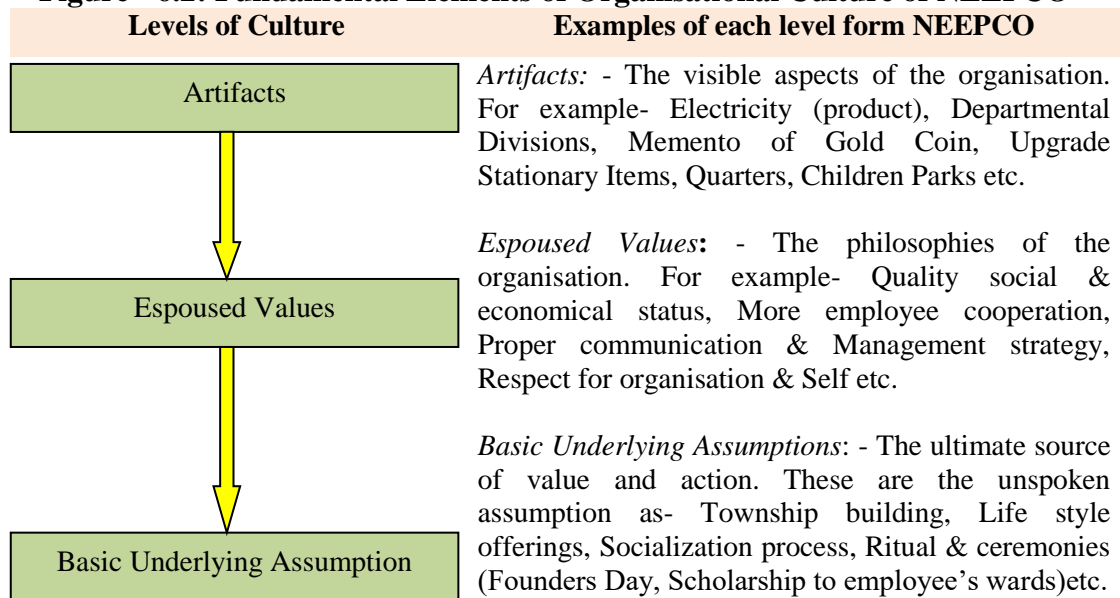 Levels of Culture
Examples of each level form NEEPCO
Artifacts
Artifacts: - The visible aspects of the organisation.
For example- Electricity (product), Departmental
Divisions, Memento of Gold Coin, Upgrade
Stationary Items, Quarters, Children Parks etc.
Espoused Values
Espoused Values: - The philosophies of the
organisation. For example- Quality social &
economical status, More employee cooperation,
Proper communication & Management strategy,
Respect for organisation & Self etc.
Basic Underlying Assumption
Basic Underlying Assumptions: - The ultimate source
of value and action. These are the unspoken
assumption as- Township building, Life style
offerings, Socialization process, Ritual & ceremonies
(Founders Day, Scholarship to employee's wards)etc.